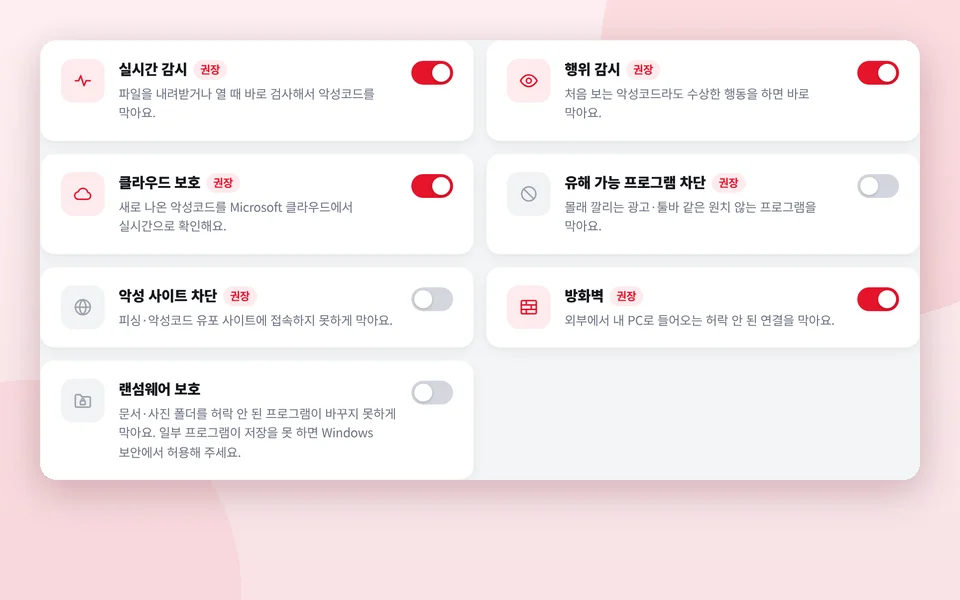 실시간 감시 권장
파일을 내려받거나 열 때 바로 검사해서 악성코드를
막아요.
행위 감시 권장
처음 보는 악성코드라도 수상한 행동을 하면 바로
막아요.
클라우드 보호 권장
새로 나온 악성코드를 Microsoft 클라우드에서
실시간으로 확인해요.
유해 가능 프로그램 차단 권장
몰래 깔리는 광고·툴바 같은 원치 않는 프로그램을
막아요.
악성 사이트 차단 권장
피싱·악성코드 유포 사이트에 접속하지 못하게 막아요.
방화벽 권장
외부에서 내 PC로 들어오는 허락 안 된 연결을 막아요.
랜섬웨어 보호
문서·사진 폴더를 허락 안 된 프로그램이 바꾸지 못하게
막아요. 일부 프로그램이 저장을 못 하면 Windows
보안에서 허용해 주세요.